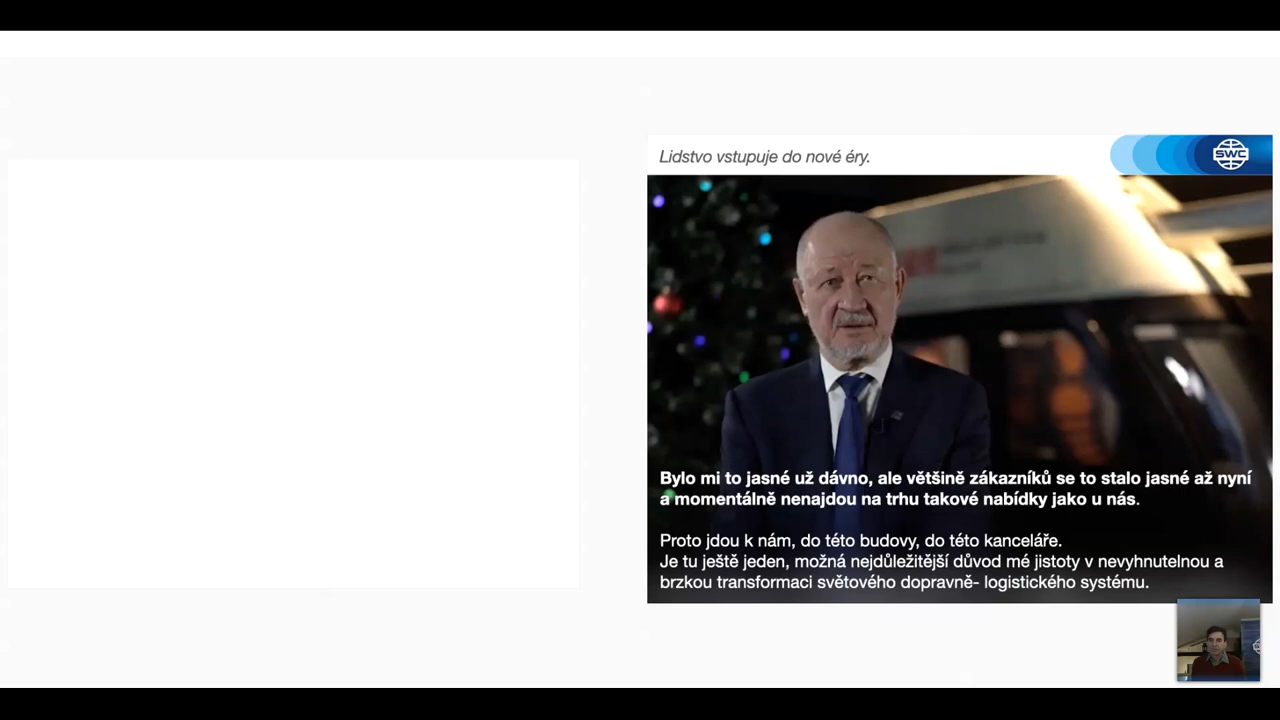 Lidstvo vstupuje do nové éry.
SWC
Bylo mi to jasné už dávno, ale většině zákazníků se to stalo jasné až nyní
a momentálně nenajdou na trhu takové nabídky jako u nás.
Proto jdou k nám, do této budovy, do této kanceláře.
Je tu ještě jeden, možná nejdůležitější důvod mé jistoty v nevyhnutelnou a
brzkou transformaci světového dopravně- logistického systému.